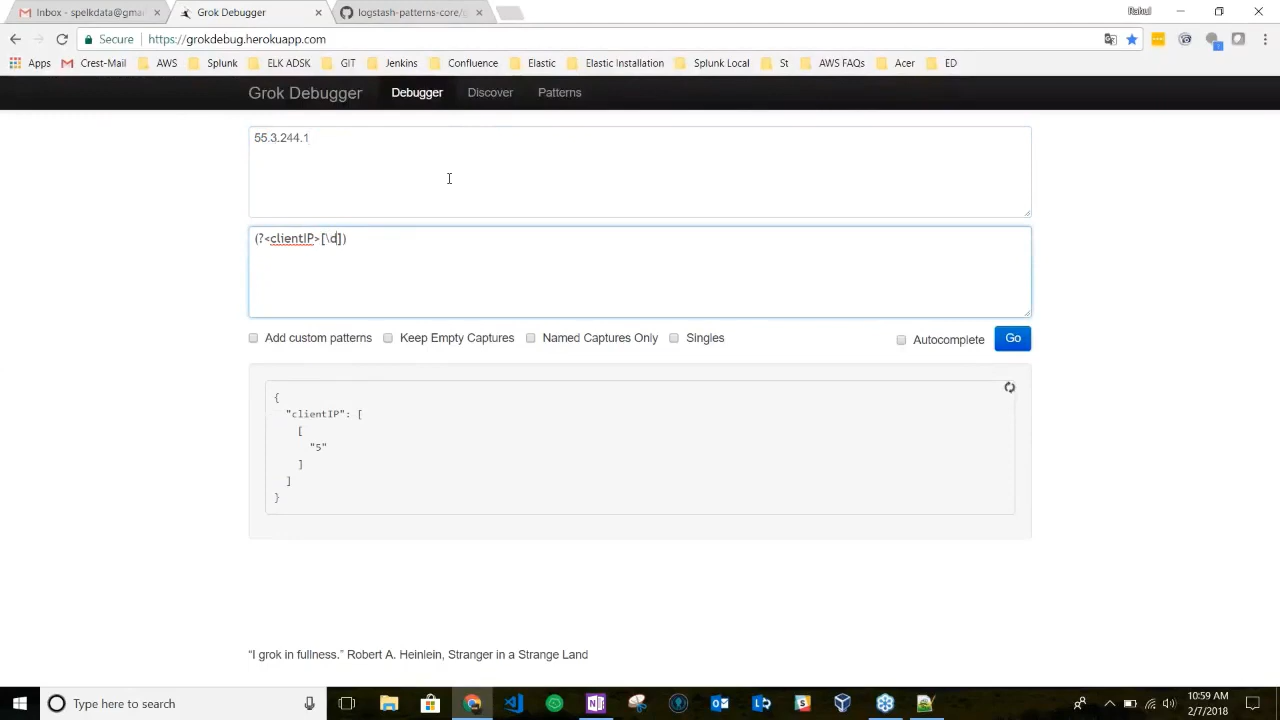 Inbox - spelkdata@gma
Grok Debugger
logstash-patterns-core/g
Rahul
Secure
https://grokdebug.herokuapp.com
Apps
Crest-Mail
AWS
Splunk
ELK ADSK
GIT
Jenkins
Confluence
Elastic
Elastic Installation
Splunk Local
ST
AWS FAQs
Acer
ED
Grok Debugger
Debugger
Discover
Patterns
55.3.244.1
(?<clientIP>[\d])
Add custom patterns
Keep Empty Captures
Named Captures Only
Singles
Autocomplete
Go
{
"clientIP": [
[
"5"
]
]
}
“I grok in fullness.” Robert A. Heinlein, Stranger in a Strange Land
Type here to search
10:59 AM
2/7/2018